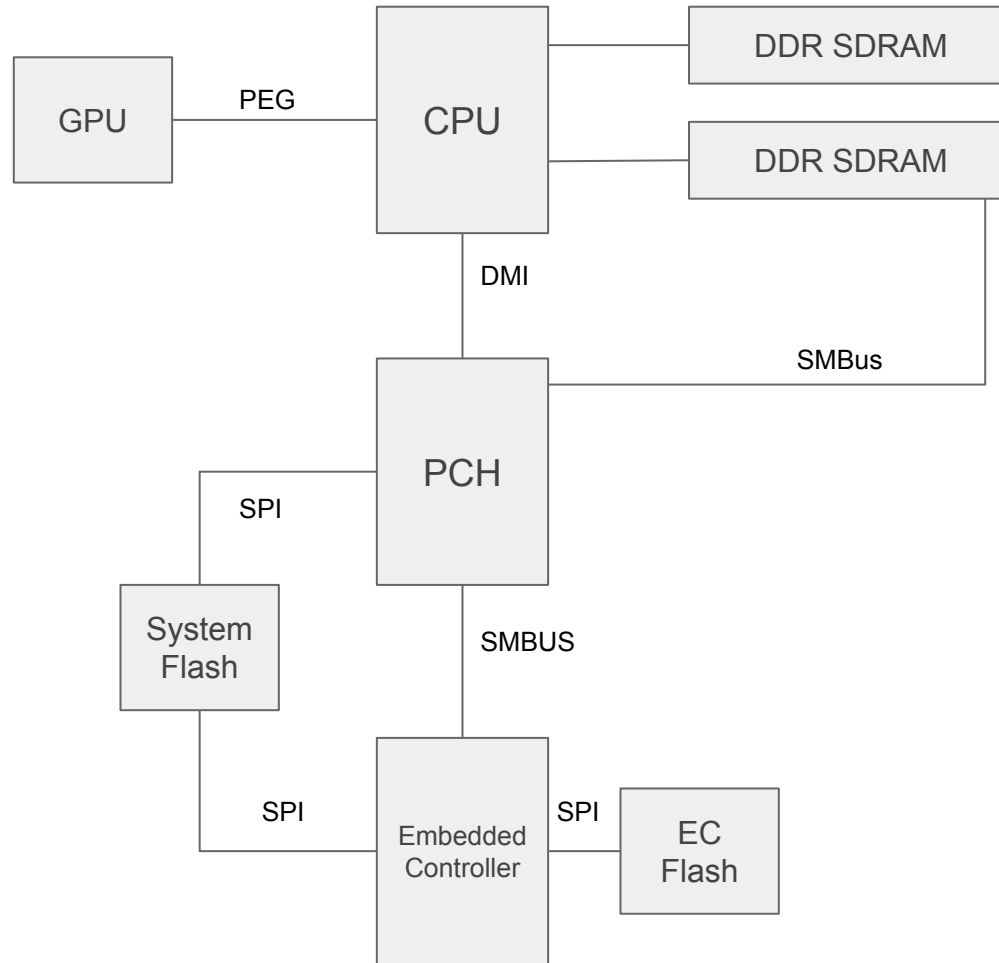 DDR SDRAM
GPU
PEG
CPU
DDR SDRAM
DMI
SMBus
PCH
SPI
System
Flash
SMBUS
SPI
Embedded
Controller
SPI
EC
Flash